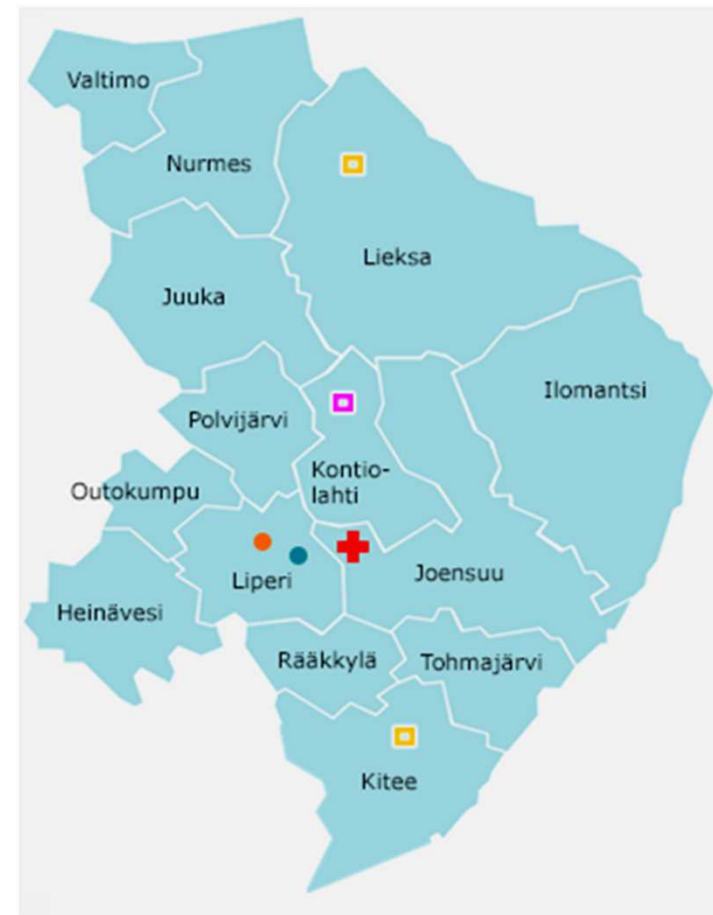 Valtimo
Nurmes
Lieksa
Juuka
Ilomantsi
Polvijärvi
Kontio-
lahti
Outokumpu
Joensuu
Liperi
Heinävesi
Rääkkylä
Tohmajärvi
Kitee